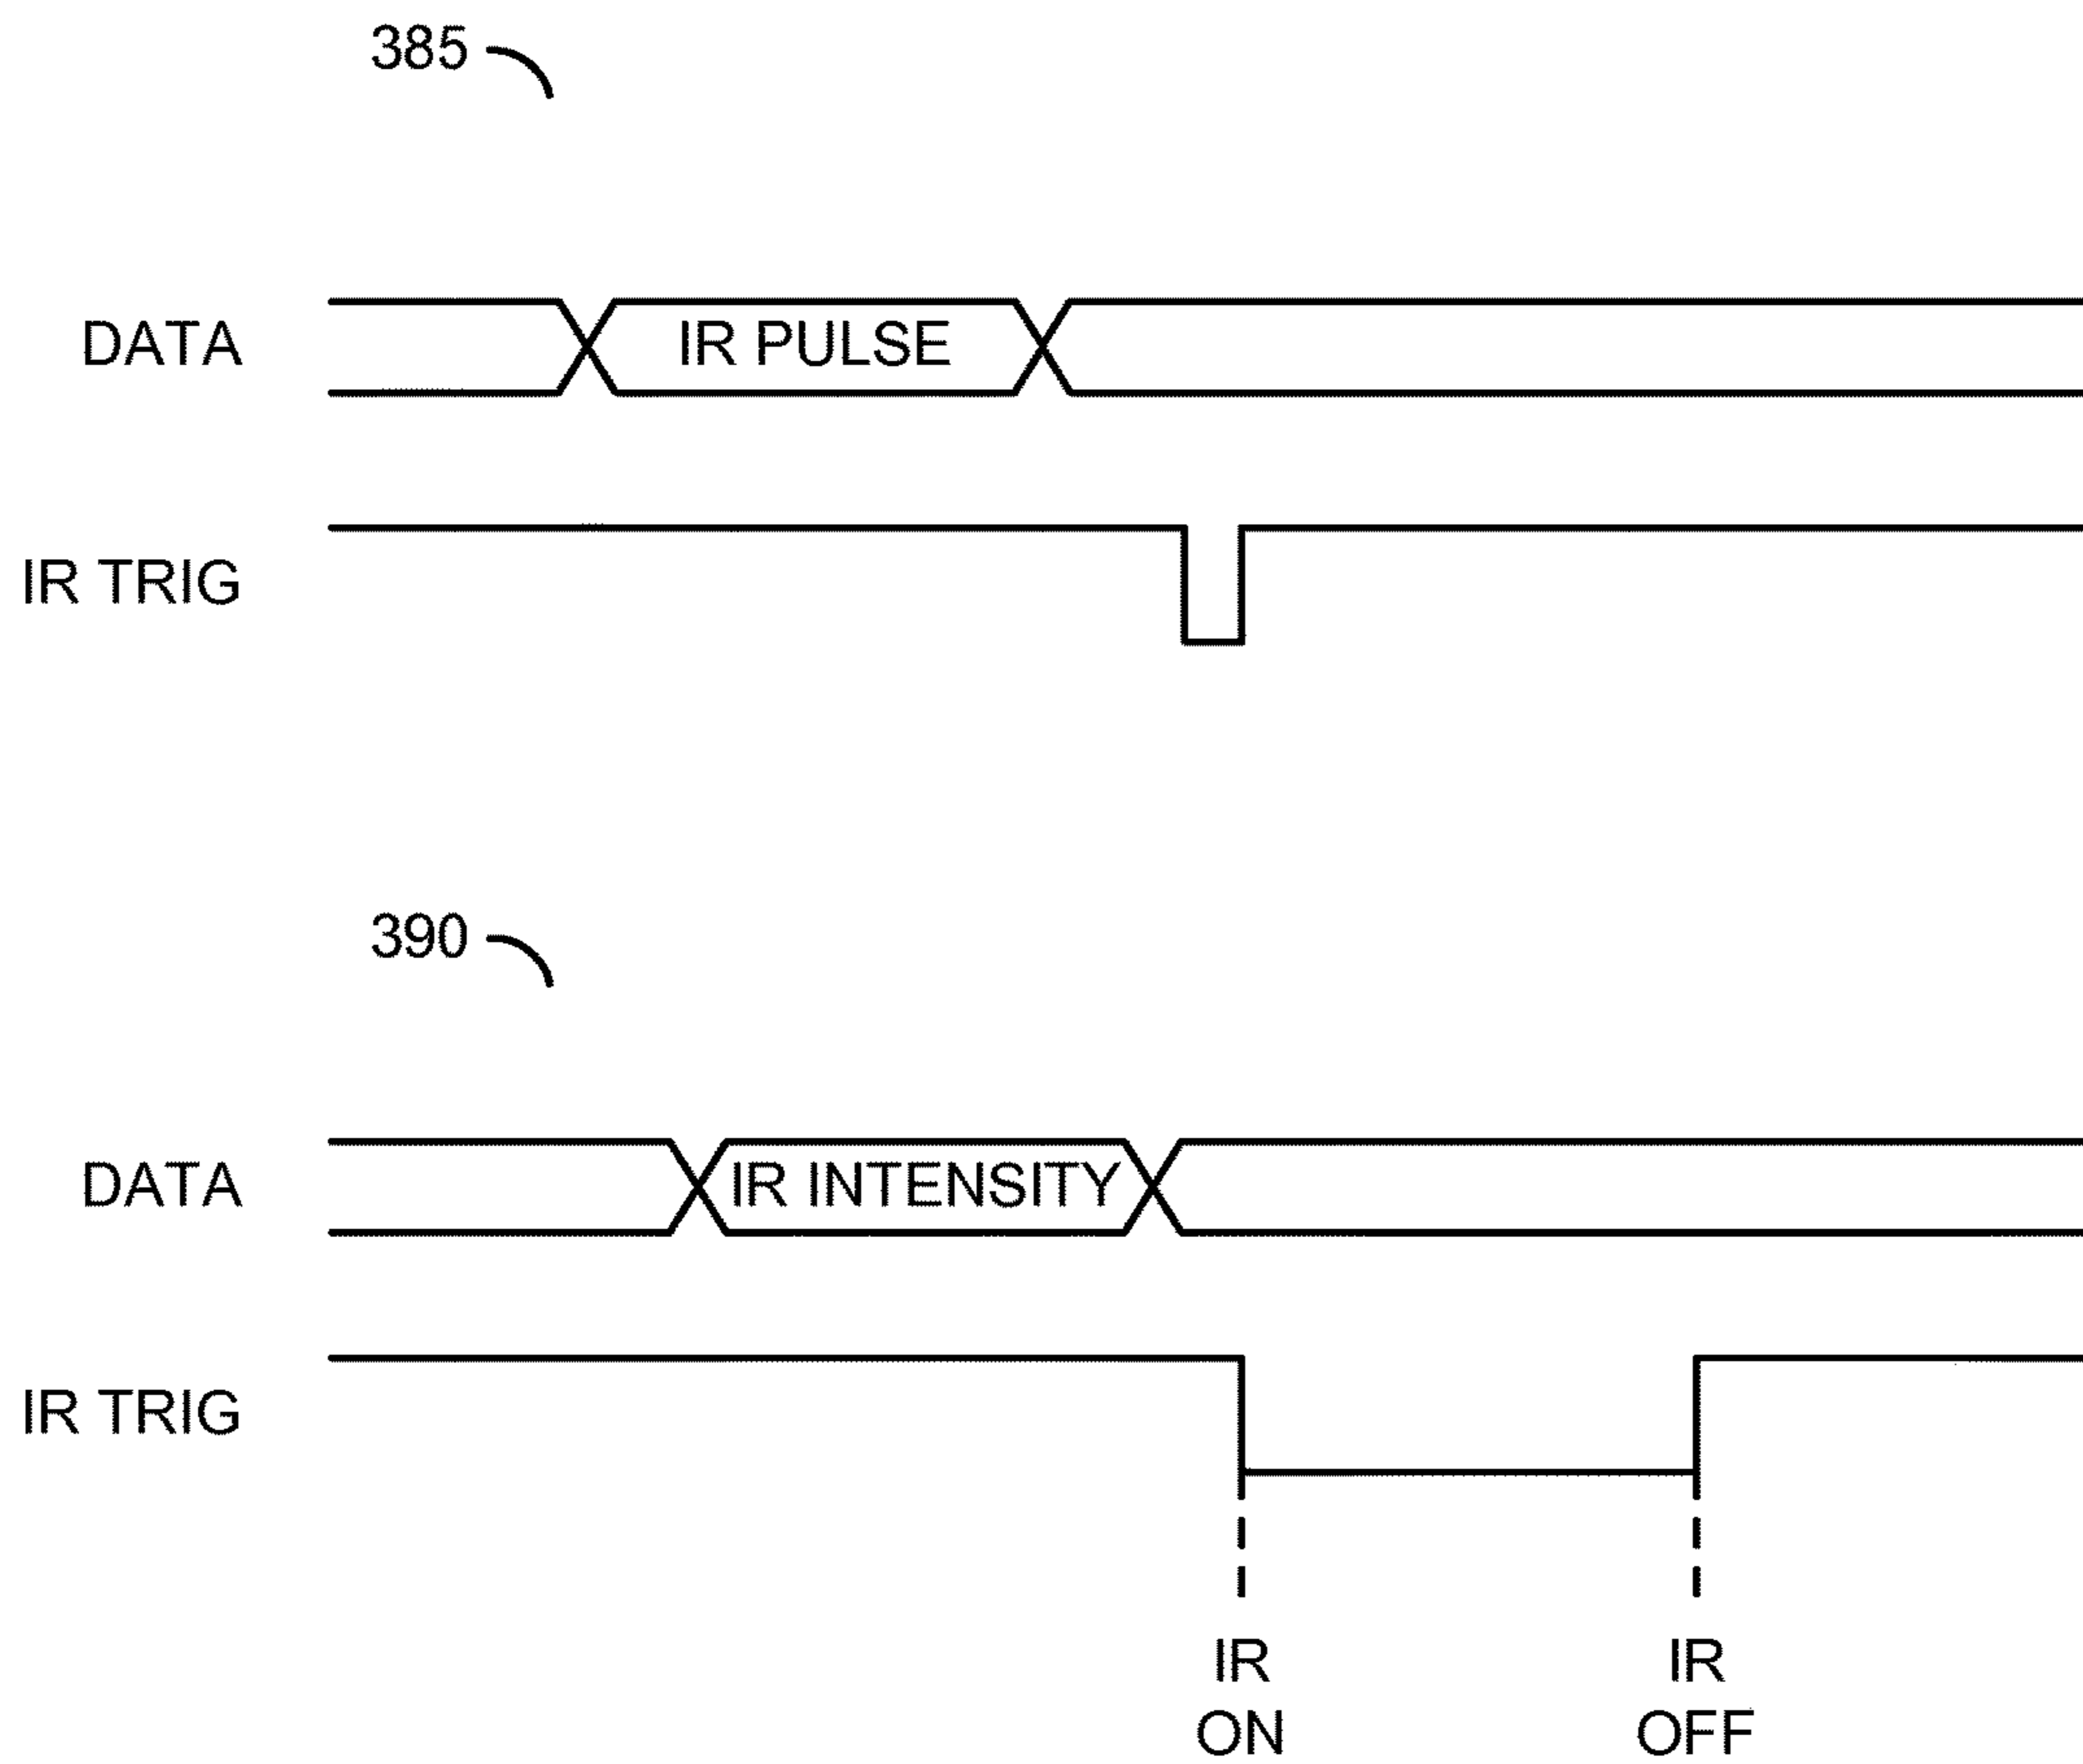 385
DATA
IR PULSE
IR TRIG
390
DATA
IR INTENSITY
IR TRIG
IR
ON
IR
OFF